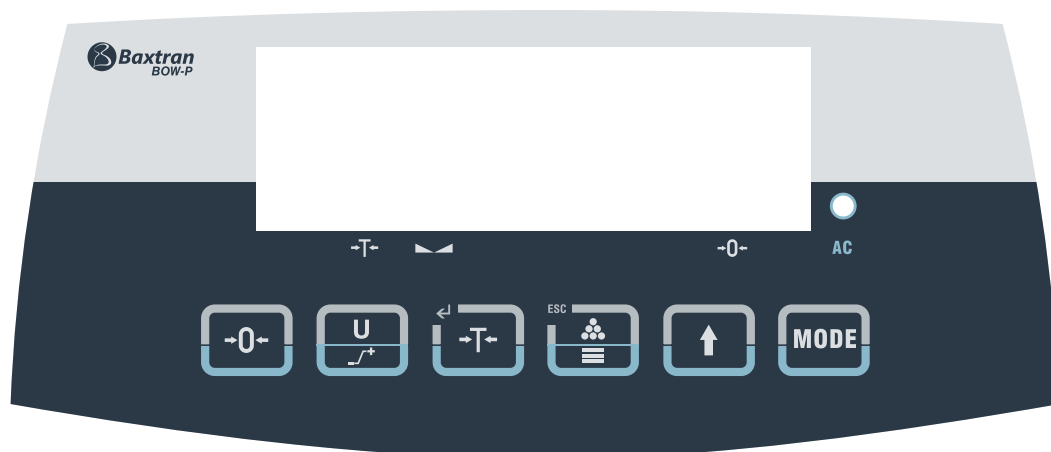 Baxtran
BOW-P
→T←
→0←
AC
→0←
U
→T←
ESC
MODE